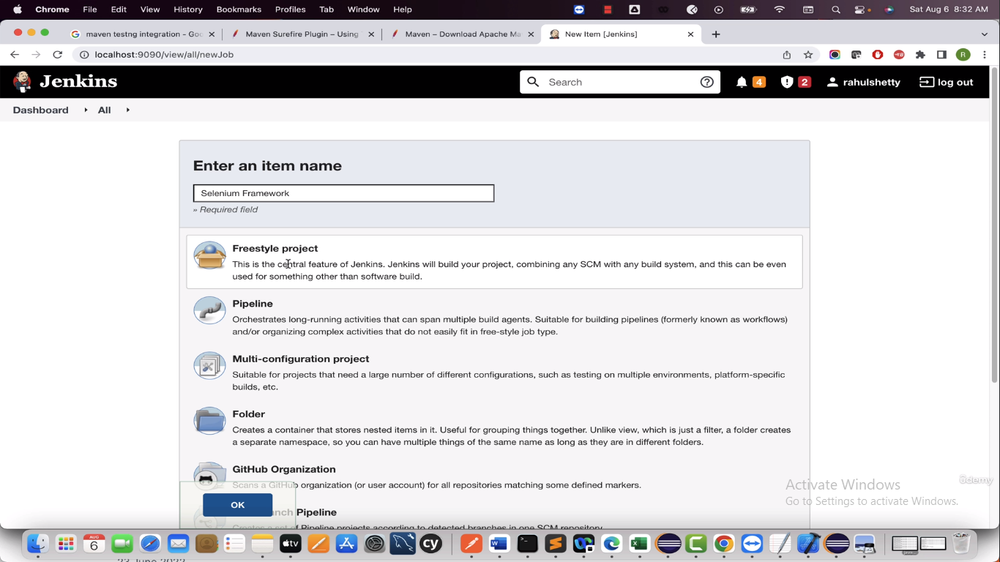 Chrome File Edit View History Bookmarks Profiles Tab Window Help Sat Aug 6 8:32 AM
maven testng integration - Goo Maven Surefire Plugin – Using Maven – Download Apache Ma New Item [Jenkins]
localhost:9090/view/all/newJob R
Jenkins Search 4 2 rahulshetty log out
Dashboard All
Enter an item name
Selenium Framework
» Required field
Freestyle project
This is the central feature of Jenkins. Jenkins will build your project, combining any SCM with any build system, and this can be even
used for something other than software build.
Pipeline
Orchestrates long-running activities that can span multiple build agents. Suitable for building pipelines (formerly known as workflows)
and/or organizing complex activities that do not easily fit in free-style job type.
Multi-configuration project
Suitable for projects that need a large number of different configurations, such as testing on multiple environments, platform-specific
builds, etc.
Folder
Creates a container that stores nested items in it. Useful for grouping things together. Unlike view, which is just a filter, a folder creates
a separate namespace, so you can have multiple things of the same name as long as they are in different folders.
GitHub Organization
Scans a GitHub organization (or user account) for all repositories matching some defined markers.
OK
nch Pipeline
Creates a set of Pipeline projects according to detected branches in one SCM repository
Activate Windows
Go to Settings to activate Windows.
ûdemy
AUG
6
tv
cy
23 June 2022